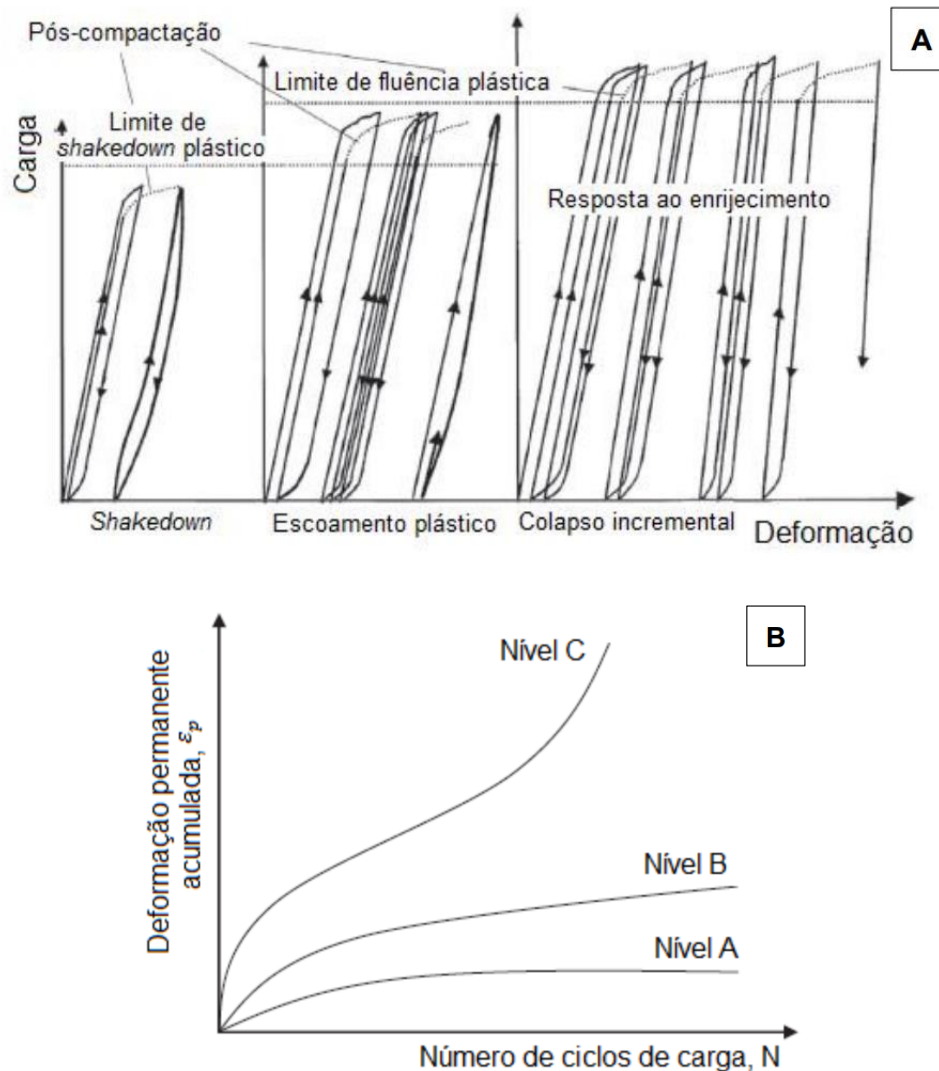 A
Pós-compactação
Limite de fluência plástica
Limite de
shakedown plástico
Carga
Resposta ao enrijecimento
Shakedown
Escoamento plástico
Colapso incremental
Deformação
B
Nível C
Nível B
Nível A
Deformação permanente
acumulada, εp
Número de ciclos de carga, N